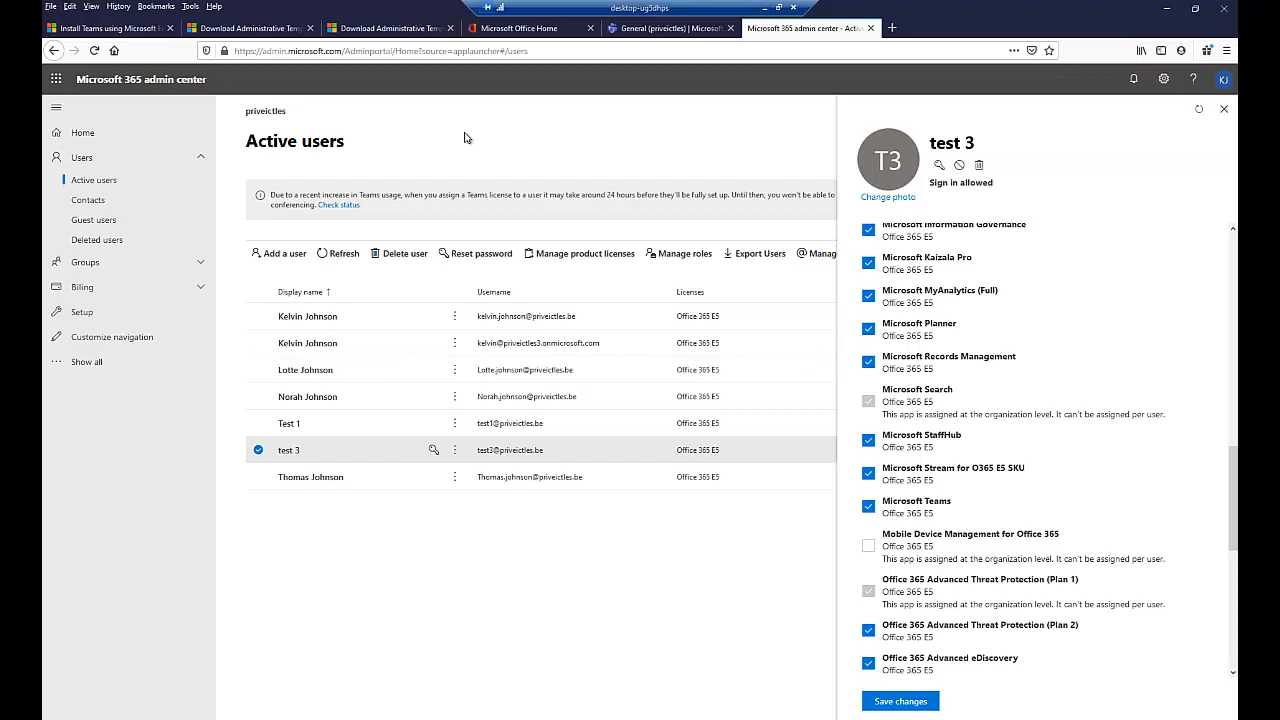 File Edit View History Bookmarks Tools Help
desktop-ug5dhps
Install Teams using Microsoft E
Download Administrative Temp
Download Administrative Temp
Microsoft Office Home
General (priveictles) | Microsoft
Microsoft 365 admin center - Active
https://admin.microsoft.com/Adminportal/Home?source=applauncher#/users
Microsoft 365 admin center
KJ
Home
Users
Active users
Contacts
Guest users
Deleted users
Groups
Billing
Setup
Customize navigation
Show all
priveictles
Active users
Due to a recent increase in Teams usage, when you assign a Teams license to a user it may take around 24 hours before they'll be fully set up. Until then, you won't be able to
conferencing. Check status
Add a user Refresh Delete user Reset password Manage product licenses Manage roles Export Users Manag
Display name ↑ Username Licenses
Kelvin Johnson kelvin.johnson@priveictles.be Office 365 E5
Kelvin Johnson kelvin@priveictles3.onmicrosoft.com Office 365 E5
Lotte Johnson Lotte.johnson@priveictles.be Office 365 E5
Norah Johnson Norah.johnson@priveictles.be Office 365 E5
Test 1 test1@priveictles.be Office 365 E5
test 3 test3@priveictles.be Office 365 E5
Thomas Johnson Thomas.johnson@priveictles.be Office 365 E5
T3
Change photo
test 3
Sign in allowed
Microsoft Information Governance
Office 365 E5
Microsoft Kaizala Pro
Office 365 E5
Microsoft MyAnalytics (Full)
Office 365 E5
Microsoft Planner
Office 365 E5
Microsoft Records Management
Office 365 E5
Microsoft Search
Office 365 E5
This app is assigned at the organization level. It can't be assigned per user.
Microsoft StaffHub
Office 365 E5
Microsoft Stream for O365 E5 SKU
Office 365 E5
Microsoft Teams
Office 365 E5
Mobile Device Management for Office 365
Office 365 E5
This app is assigned at the organization level. It can't be assigned per user.
Office 365 Advanced Threat Protection (Plan 1)
Office 365 E5
This app is assigned at the organization level. It can't be assigned per user.
Office 365 Advanced Threat Protection (Plan 2)
Office 365 E5
Office 365 Advanced eDiscovery
Office 365 E5
Save changes